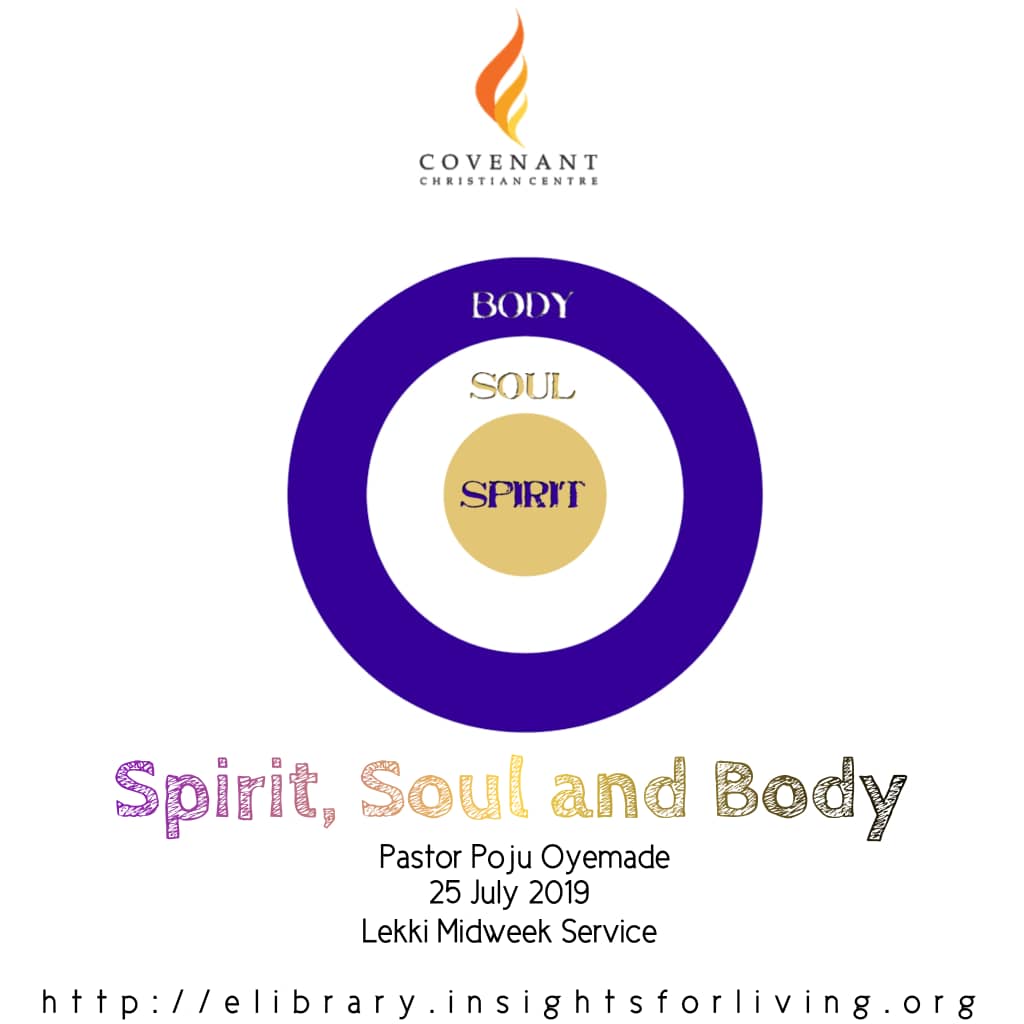 COVENANT
CHRISTIAN CENTRE
BODY
SOUL
SPIRIT
Spirit, Soul and Body
Pastor Poju Oyemade
25 July 2019
Lekki Midweek Service
http://elibrary.insightsforliving.org